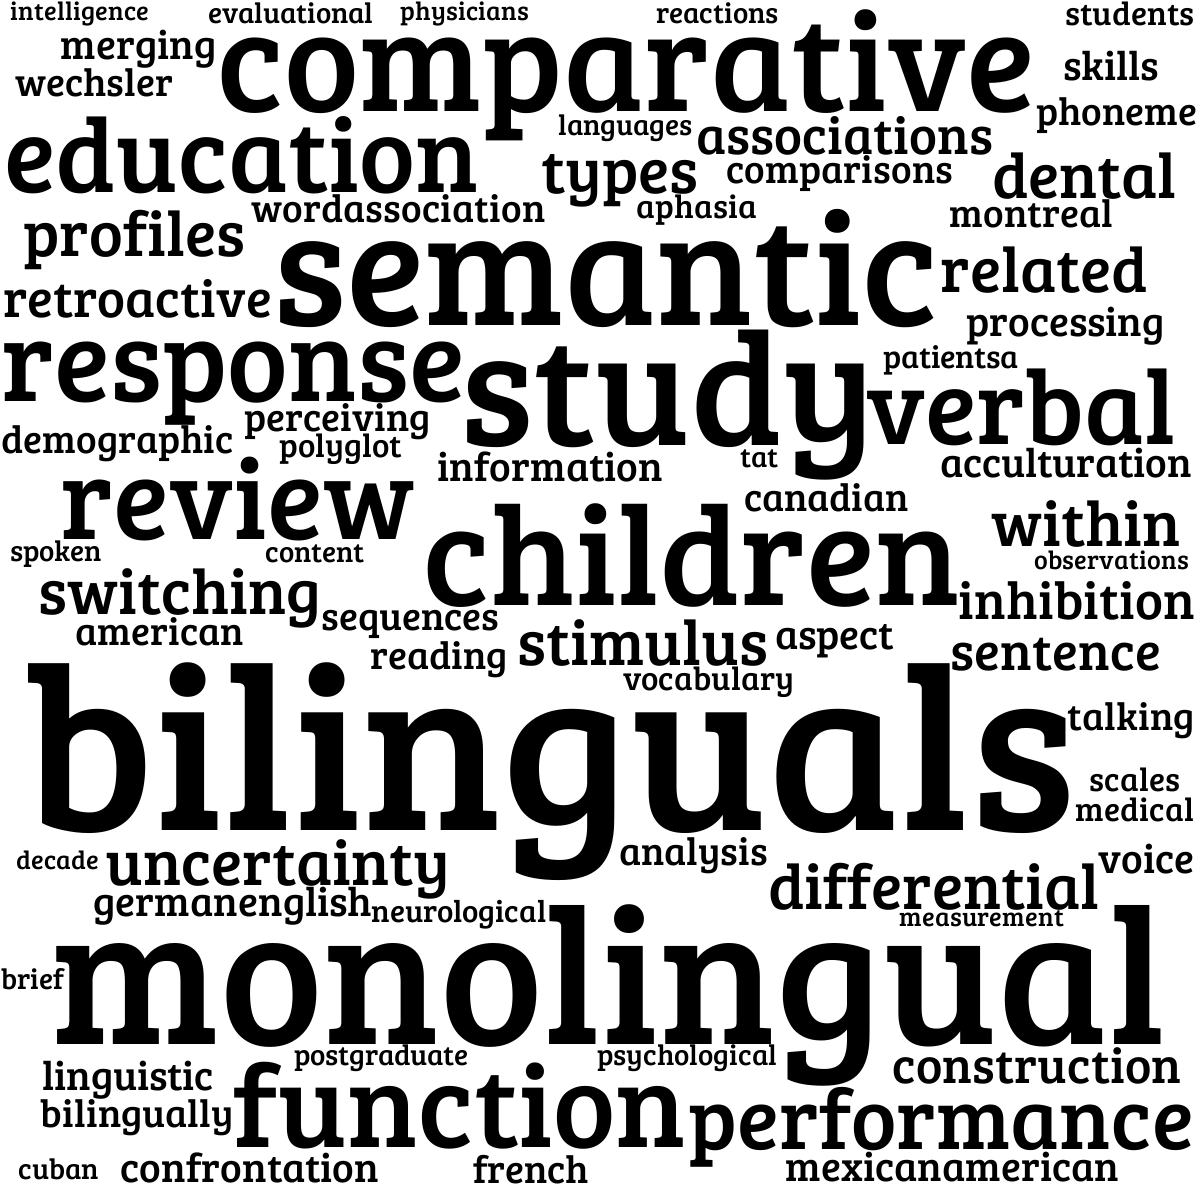 intelligence evaluational physicians reactions students
merging comparative skills
wechsler phoneme
education languages associations
types comparisons dental
profiles wordassociation aphasia montreal
semantic related
retroactive processing
response study patientsa verbal
perceiving
demographic polyglot information tat acculturation
review canadian within
children observations
spoken content
switching sequences inhibition
american reading stimulus aspect sentence
vocabulary
bilinguals talking
scales
medical
decade uncertainty analysis differential voice
germanenglish neurological measurement
brief monolingual
postgraduate psychological construction
linguistic function performance
bilingually
cuban confrontation french mexicanamerican